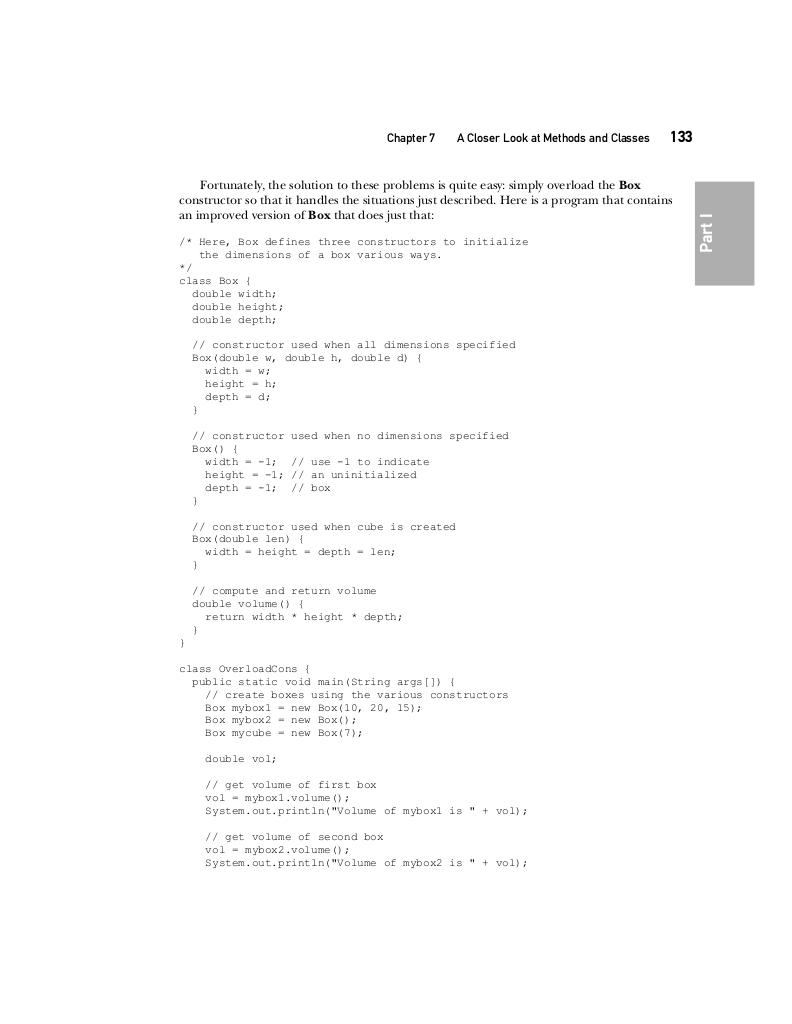 Chapter 7 A Closer Look at Methods and Classes 133
Part I
Fortunately, the solution to these problems is quite easy: simply overload the Box
constructor so that it handles the situations just described. Here is a program that contains
an improved version of Box that does just that:
/* Here, Box defines three constructors to initialize
   the dimensions of a box various ways.
*/
class Box {
  double width;
  double height;
  double depth;

  // constructor used when all dimensions specified
  Box(double w, double h, double d) {
    width = w;
    height = h;
    depth = d;
  }

  // constructor used when no dimensions specified
  Box() {
    width = -1;  // use -1 to indicate
    height = -1; // an uninitialized
    depth = -1;  // box
  }

  // constructor used when cube is created
  Box(double len) {
    width = height = depth = len;
  }

  // compute and return volume
  double volume() {
    return width * height * depth;
  }
}

class OverloadCons {
  public static void main(String args[]) {
    // create boxes using the various constructors
    Box mybox1 = new Box(10, 20, 15);
    Box mybox2 = new Box();
    Box mycube = new Box(7);

    double vol;

    // get volume of first box
    vol = mybox1.volume();
    System.out.println("Volume of mybox1 is " + vol);

    // get volume of second box
    vol = mybox2.volume();
    System.out.println("Volume of mybox2 is " + vol);